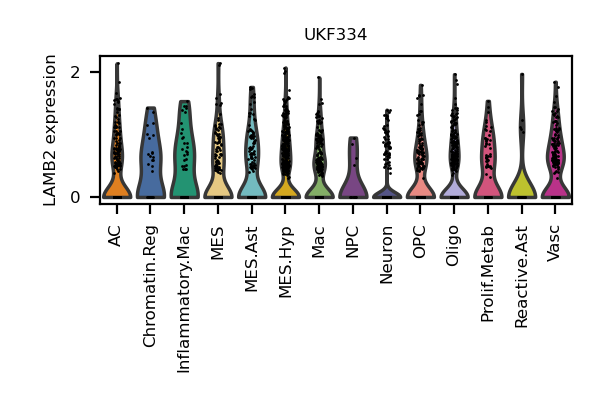 UKF334
LAMB2 expression
2
0
AC
Chromatin.Reg
Inflammatory.Mac
MES
MES.Ast
MES.Hyp
Mac
NPC
Neuron
OPC
Oligo
Prolif.Metab
Reactive.Ast
Vasc